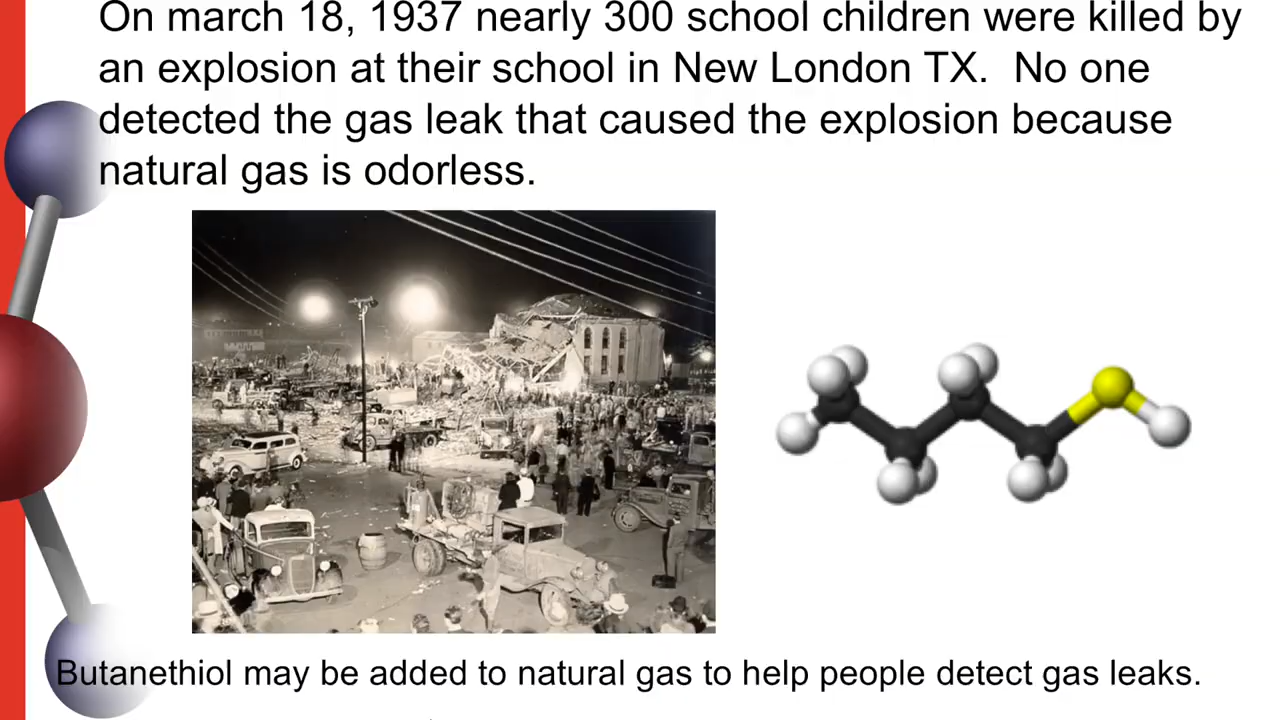 On march 18, 1937 nearly 300 school children were killed by
an explosion at their school in New London TX.  No one
detected the gas leak that caused the explosion because
natural gas is odorless.
Butanethiol may be added to natural gas to help people detect gas leaks.